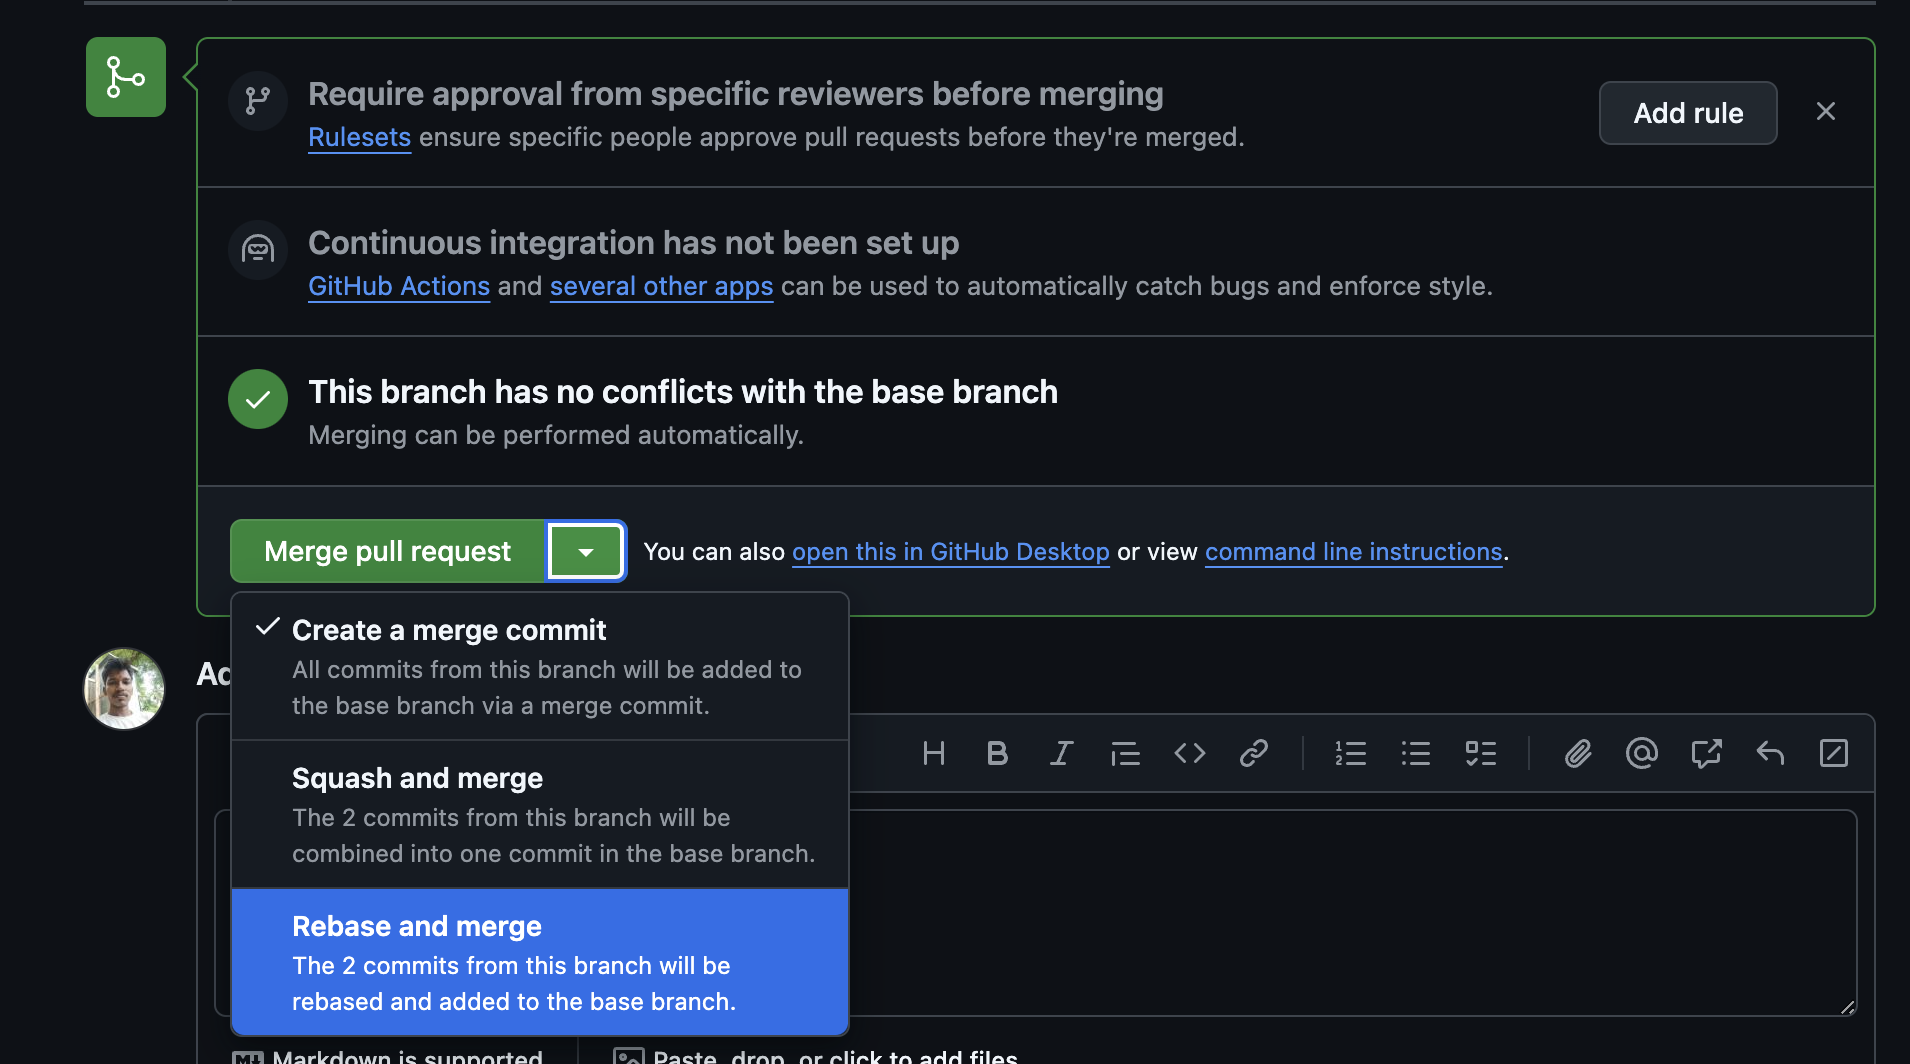 Require approval from specific reviewers before merging
Rulesets ensure specific people approve pull requests before they're merged.
Add rule
Continuous integration has not been set up
GitHub Actions and several other apps can be used to automatically catch bugs and enforce style.
This branch has no conflicts with the base branch
Merging can be performed automatically.
Merge pull request
You can also open this in GitHub Desktop or view command line instructions.
Create a merge commit
All commits from this branch will be added to
the base branch via a merge commit.
Squash and merge
The 2 commits from this branch will be
combined into one commit in the base branch.
Rebase and merge
The 2 commits from this branch will be
rebased and added to the base branch.
Markdown is supported
Paste, drop, or click to add files